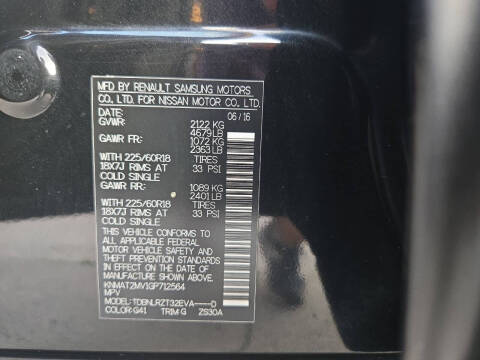 MFD BY RENAULT SAMSUNG MOTORS
CO. LTD. FOR NISSAN MOTOR CO. LTD.
DATE: 06/16
GVWR: 2122 KG
4679 LB
GAWR FR: 1072 KG
2363 LB
WITH 225/60R18 TIRES
18X7J RIMS AT 33 PSI
COLD SINGLE
GAWR RR: 1089 KG
2401 LB
WITH 225/60R18 TIRES
18X7J RIMS AT 33 PSI
COLD SINGLE
THIS VEHICLE CONFORMS TO
ALL APPLICABLE FEDERAL
MOTOR VEHICLE SAFETY
AND THEFT PREVENTION
STANDARDS IN EFFECT ON
THE DATE OF MANUFACTURE
SHOWN ABOVE
KNMAT2MV1GP712564
MPV
MODEL: TDBNLRZT32EVA----D
COLOR:G41 TRIM:G ZS30A